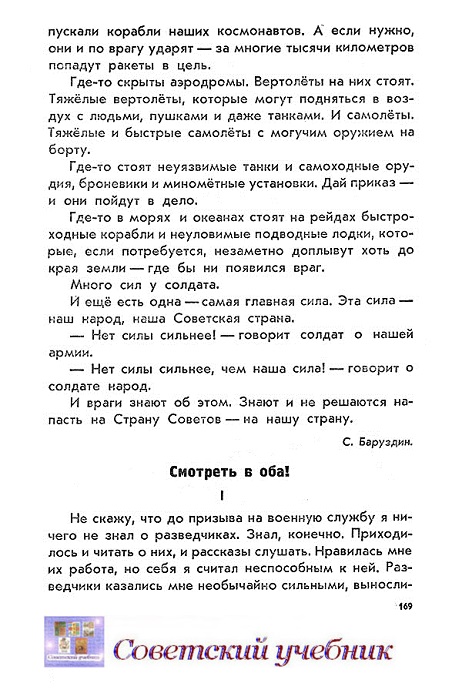 пускали корабли наших космонавтов. А если нужно,
они и по врагу ударят — за многие тысячи километров
попадут ракеты в цель.
Где-то скрыты аэродромы. Вертолёты на них стоят.
Тяжёлые вертолёты, которые могут подняться в воз-
дух с людьми, пушками и даже танками. И самолёты.
Тяжёлые и быстрые самолёты с могучим оружием на
борту.
Где-то стоят неуязвимые танки и самоходные ору-
дия, броневики и миномётные установки. Дай приказ —
и они пойдут в дело.
Где-то в морях и океанах стоят на рейдах быстро-
ходные корабли и неуловимые подводные лодки, кото-
рые, если потребуется, незаметно доплывут хоть до
края земли — где бы ни появился враг.
Много сил у солдата.
И ещё есть одна — самая главная сила. Эта сила —
наш народ, наша Советская страна.
— Нет силы сильнее! — говорит солдат о нашей
армии.
— Нет силы сильнее, чем наша сила! — говорит о
солдате народ.
И враги знают об этом. Знают и не решаются на-
пасть на Страну Советов — на нашу страну.
С. Баруздин.
Смотреть в оба!
I
Не скажу, что до призыва на военную службу я ни-
чего не знал о разведчиках. Знал, конечно. Приходи-
лось и читать о них, и рассказы слушать. Нравилась мне
их работа, но себя я считал неспособным к ней. Раз-
ведчики казались мне необычайно сильными, выносли-
169
Советский учебник